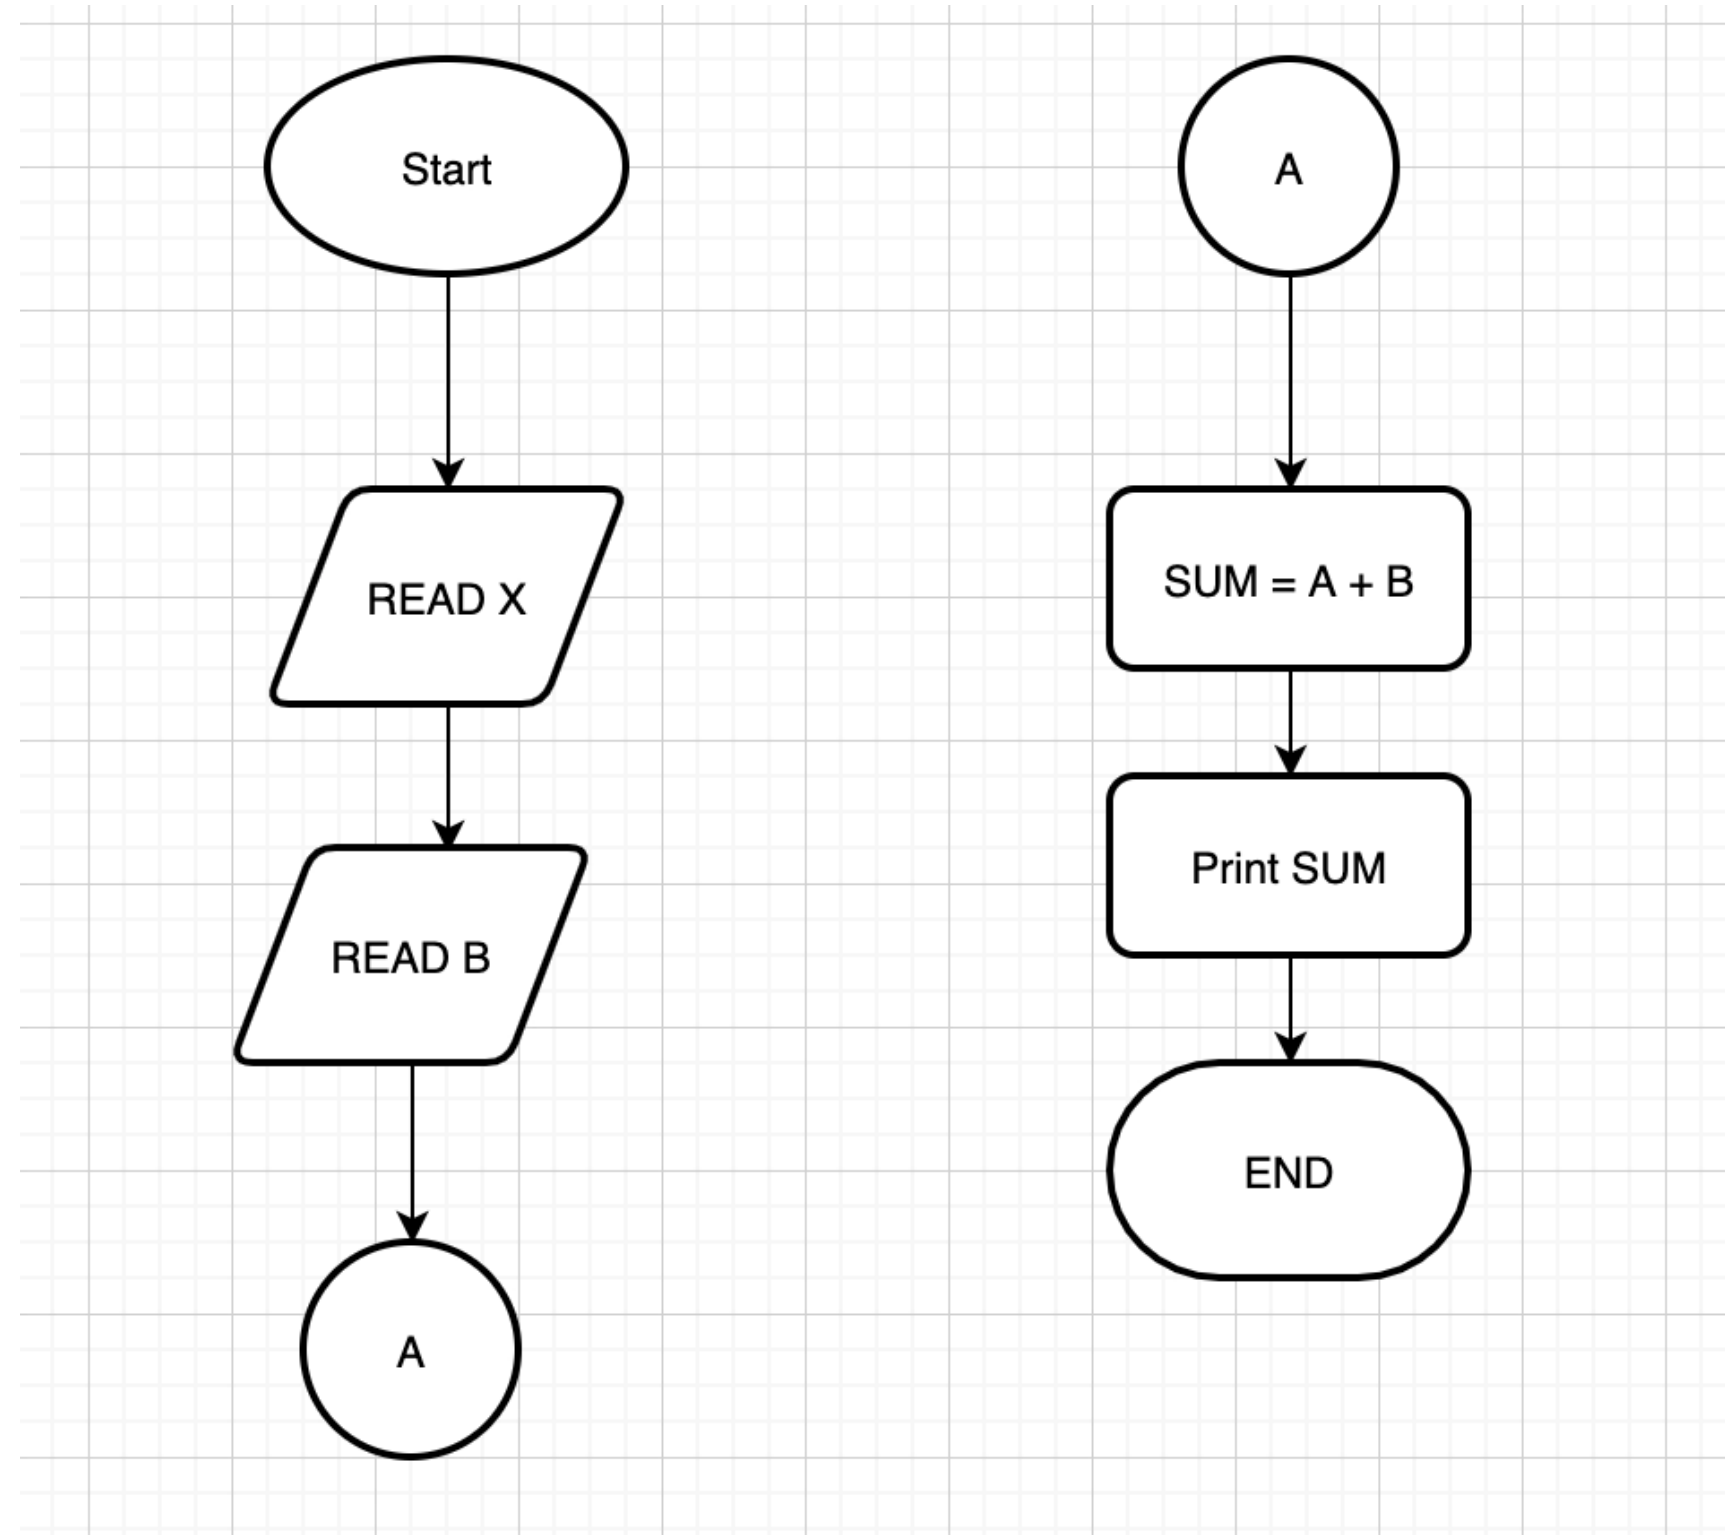 Start
READ X
READ B
A
A
SUM = A + B
Print SUM
END